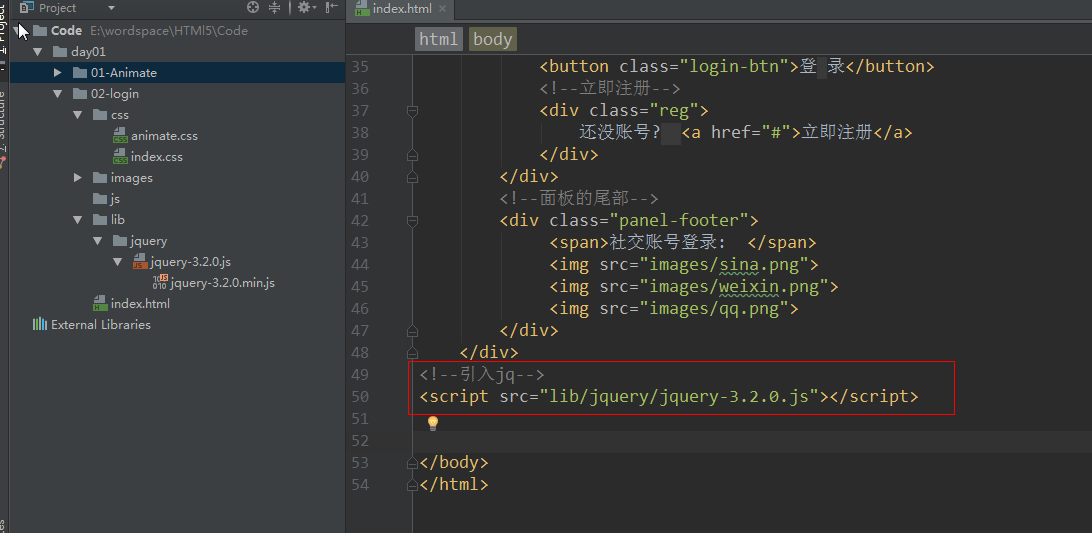 Project
index.html
Code E:\wordspace\HTMl5\Code
day01
01-Animate
02-login
css
animate.css
index.css
images
js
lib
jquery
jquery-3.2.0.js
jquery-3.2.0.min.js
index.html
External Libraries
html body
35 <button class="login-btn">登 录</button>
36 <!--立即注册-->
37 <div class="reg">
38 还没账号? <a href="#">立即注册</a>
39 </div>
40 </div>
41 <!--面板的尾部-->
42 <div class="panel-footer">
43 <span>社交账号登录: </span>
44 <img src="images/sina.png">
45 <img src="images/weixin.png">
46 <img src="images/qq.png">
47 </div>
48 </div>
49 <!--引入jq-->
50 <script src="lib/jquery/jquery-3.2.0.js"></script>
51
52
53 </body>
54 </html>